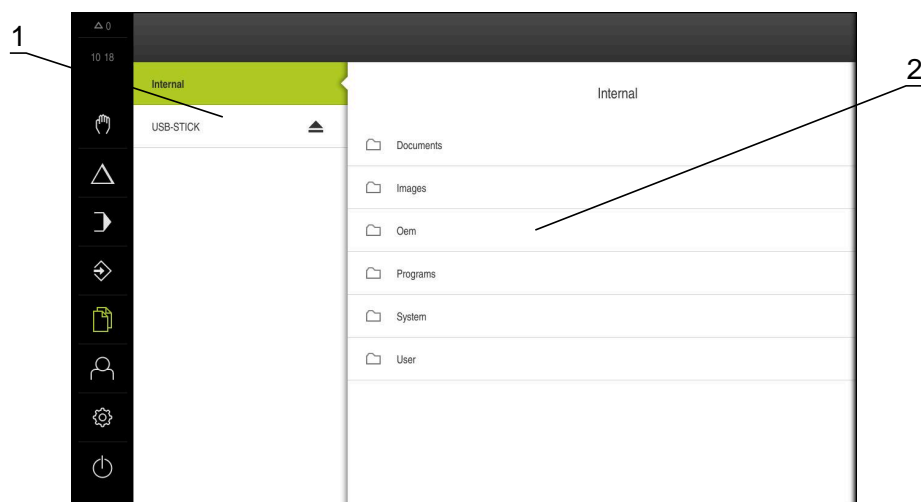 1
△ 0
10 18
2
Internal
USB-STICK
Internal
Documents
Images
Oem
Programs
System
User